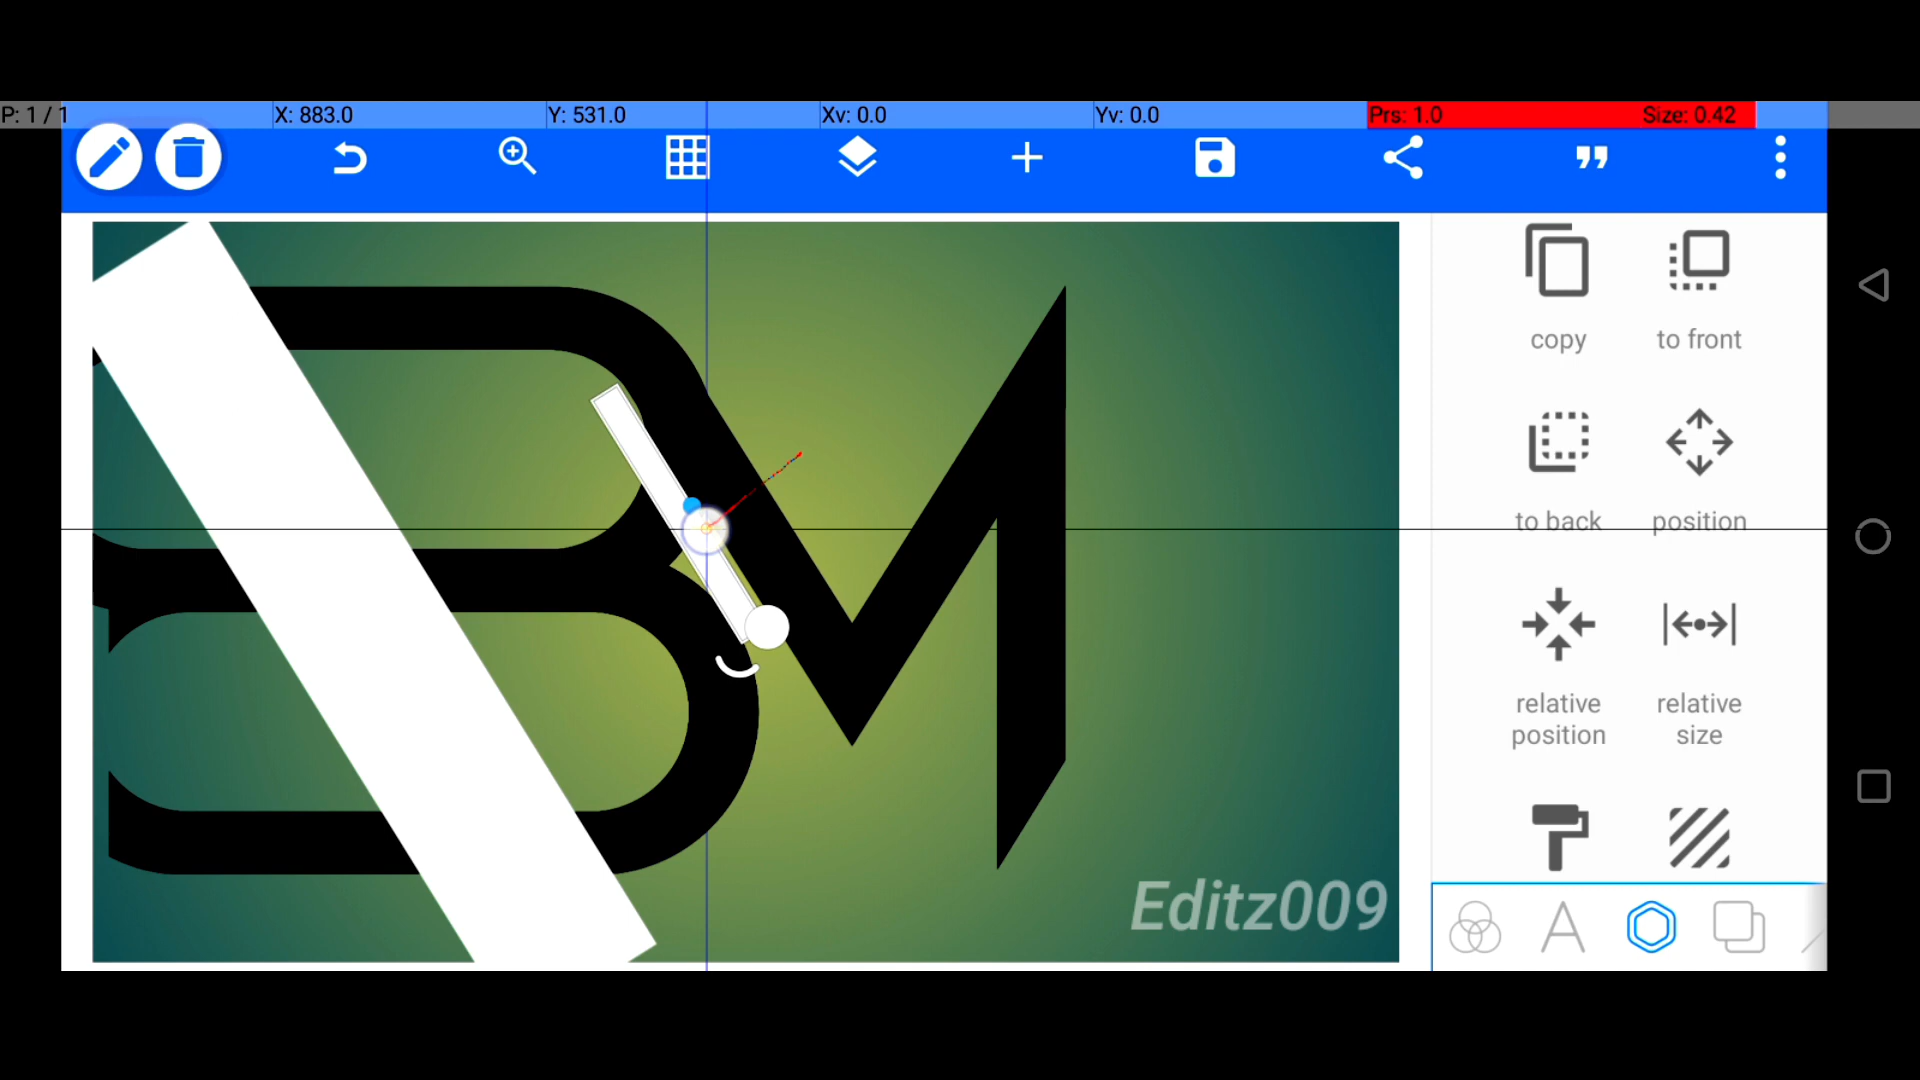 P: 1 / 1 X: 883.0 Y: 531.0 Xv: 0.0 Yv: 0.0 Prs: 1.0 Size: 0.42
copy to front
to back position
relative position relative size
BM
Editz009
A